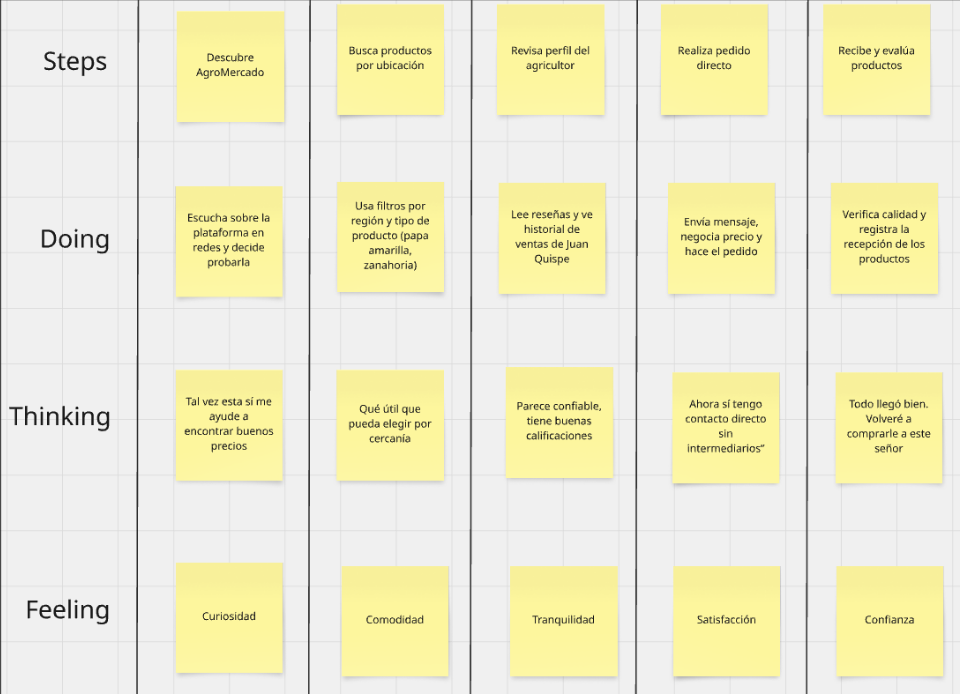 Steps
Descubre
AgroMercado
Busca productos
por ubicación
Revisa perfil del
agricultor
Realiza pedido
directo
Recibe y evalúa
productos
Doing
Escucha sobre la
plataforma en
redes y decide
probarla
Usa filtros por
región y tipo de
producto (papa
amarilla,
zanahoria)
Lee reseñas y ve
historial de
ventas de Juan
Quispe
Envía mensaje,
negocia precio y
hace el pedido
Verifica calidad y
registra la
recepción de los
productos
Thinking
Tal vez esta sí me
ayude a
encontrar buenos
precios
Qué útil que
pueda elegir por
cercanía
Parece confiable,
tiene buenas
calificaciones
Ahora sí tengo
contacto directo
sin
intermediarios”
Todo llegó bien.
Volveré a
comprarle a este
señor
Feeling
Curiosidad
Comodidad
Tranquilidad
Satisfacción
Confianza